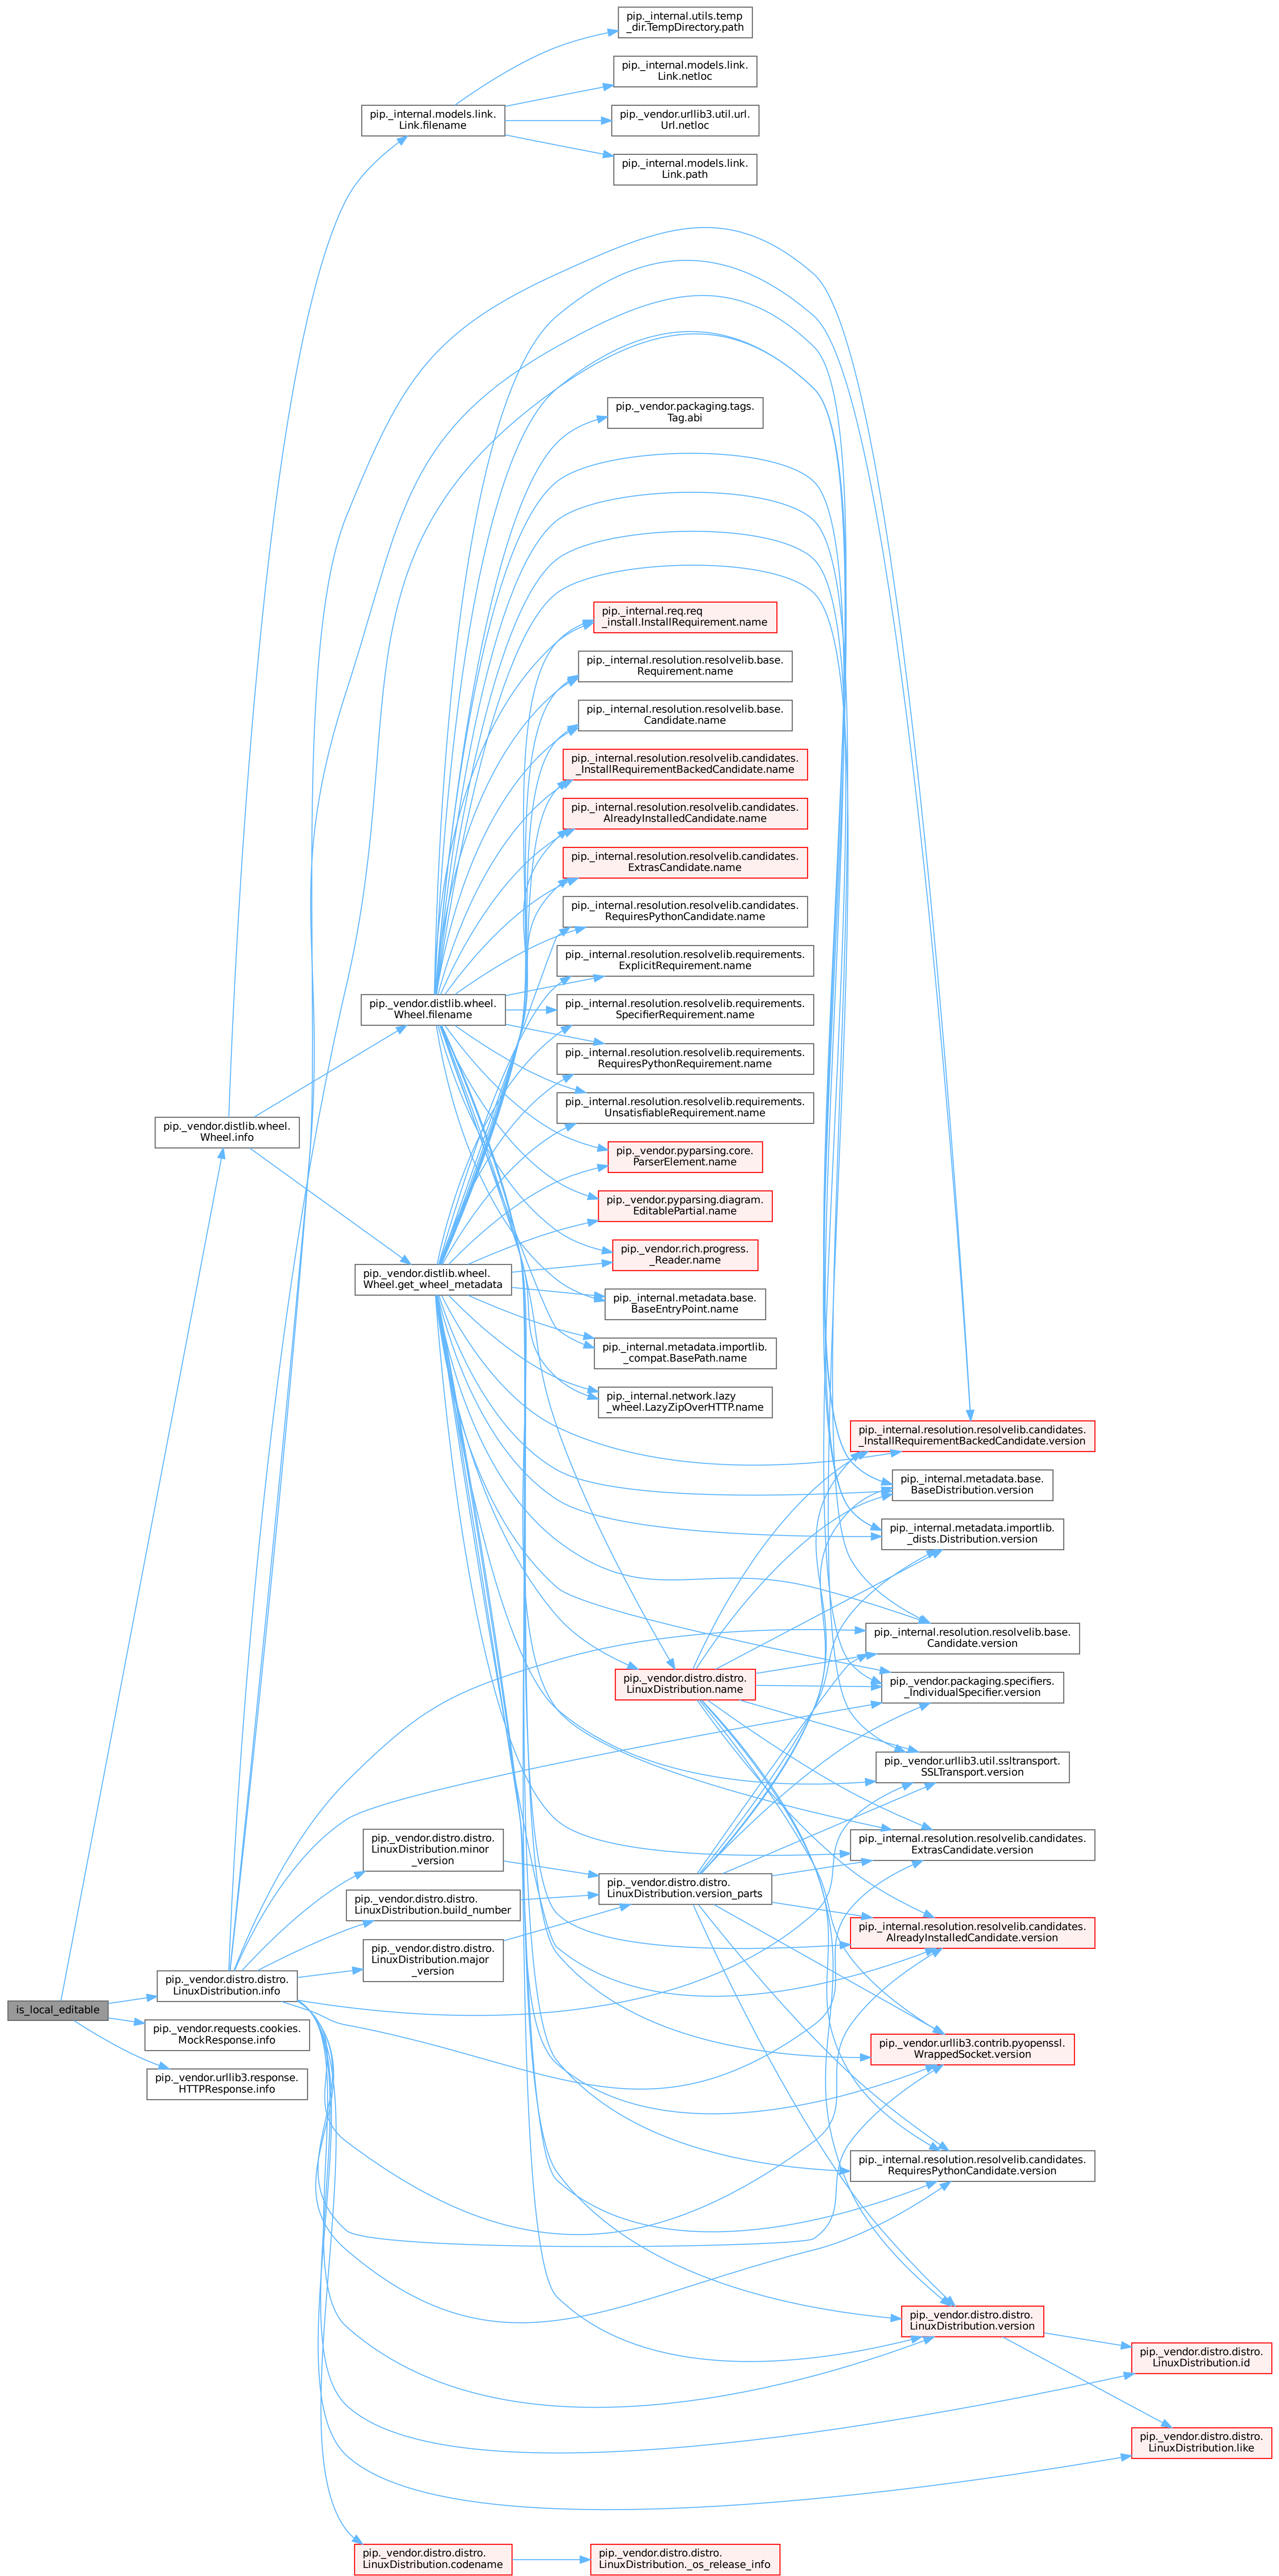 pip._internal.utils.temp
_dir.TempDirectory.path
pip._internal.models.link.
Link.netloc
pip._internal.models.link.
Link.filename
pip._vendor.urllib3.util.url.
Url.netloc
pip._internal.models.link.
Link.path
pip._vendor.packaging.tags.
Tag.abi
pip._internal.req.req
_install.InstallRequirement.name
pip._internal.resolution.resolvelib.base.
Requirement.name
pip._internal.resolution.resolvelib.base.
Candidate.name
pip._internal.resolution.resolvelib.candidates.
_InstallRequirementBackedCandidate.name
pip._internal.resolution.resolvelib.candidates.
AlreadyInstalledCandidate.name
pip._internal.resolution.resolvelib.candidates.
ExtrasCandidate.name
pip._internal.resolution.resolvelib.candidates.
RequiresPythonCandidate.name
pip._internal.resolution.resolvelib.requirements.
ExplicitRequirement.name
pip._vendor.distlib.wheel.
Wheel.filename
pip._internal.resolution.resolvelib.requirements.
SpecifierRequirement.name
pip._internal.resolution.resolvelib.requirements.
RequiresPythonRequirement.name
pip._internal.resolution.resolvelib.requirements.
UnsatisfiableRequirement.name
pip._vendor.distlib.wheel.
Wheel.info
pip._vendor.pyparsing.core.
ParserElement.name
pip._vendor.pyparsing.diagram.
EditablePartial.name
pip._vendor.rich.progress.
_Reader.name
pip._vendor.distlib.wheel.
Wheel.get_wheel_metadata
pip._internal.metadata.base.
BaseEntryPoint.name
pip._internal.metadata.importlib.
_compat.BasePath.name
pip._internal.network.lazy
_wheel.LazyZipOverHTTP.name
pip._internal.resolution.resolvelib.candidates.
_InstallRequirementBackedCandidate.version
pip._internal.metadata.base.
BaseDistribution.version
pip._internal.metadata.importlib.
_dists.Distribution.version
pip._internal.resolution.resolvelib.base.
Candidate.version
pip._vendor.distro.distro.
LinuxDistribution.name
pip._vendor.packaging.specifiers.
_IndividualSpecifier.version
pip._vendor.urllib3.util.ssltransport.
SSLTransport.version
pip._vendor.distro.distro.
LinuxDistribution.minor
_version
pip._internal.resolution.resolvelib.candidates.
ExtrasCandidate.version
pip._vendor.distro.distro.
LinuxDistribution.version_parts
pip._vendor.distro.distro.
LinuxDistribution.build_number
pip._internal.resolution.resolvelib.candidates.
AlreadyInstalledCandidate.version
pip._vendor.distro.distro.
LinuxDistribution.major
_version
pip._vendor.distro.distro.
LinuxDistribution.info
is_local_editable
pip._vendor.requests.cookies.
MockResponse.info
pip._vendor.urllib3.contrib.pyopenssl.
WrappedSocket.version
pip._vendor.urllib3.response.
HTTPResponse.info
pip._internal.resolution.resolvelib.candidates.
RequiresPythonCandidate.version
pip._vendor.distro.distro.
LinuxDistribution.version
pip._vendor.distro.distro.
LinuxDistribution.id
pip._vendor.distro.distro.
LinuxDistribution.like
pip._vendor.distro.distro.
LinuxDistribution.codename
pip._vendor.distro.distro.
LinuxDistribution._os_release_info